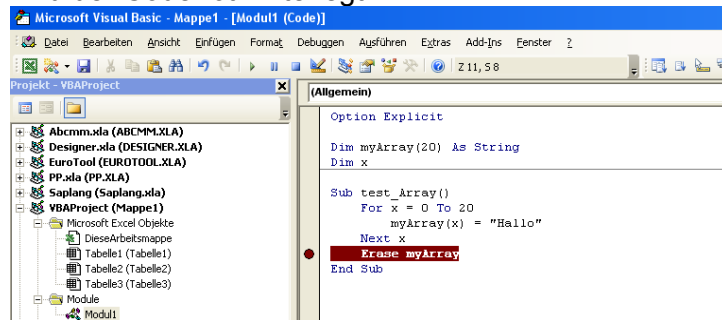 Microsoft Visual Basic - Mappe1 - [Modul1 (Code)]
Datei Bearbeiten Ansicht Einfügen Format Debuggen Ausführen Extras Add-Ins Fenster ?
Z 11, S 8
Projekt - VBAProject
Abcmm.xla (ABCMM.XLA)
Designer.xla (DESIGNER.XLA)
EuroTool (EUROTOOL.XLA)
PP.xla (PP.XLA)
Saplang (Saplang.xla)
VBAProject (Mappe1)
Microsoft Excel Objekte
DieseArbeitsmappe
Tabelle1 (Tabelle1)
Tabelle2 (Tabelle2)
Tabelle3 (Tabelle3)
Module
Modul1
(Allgemein)
Option Explicit
Dim myArray(20) As String
Dim x
Sub test_Array()
For x = 0 To 20
myArray(x) = "Hallo"
Next x
Erase myArray
End Sub